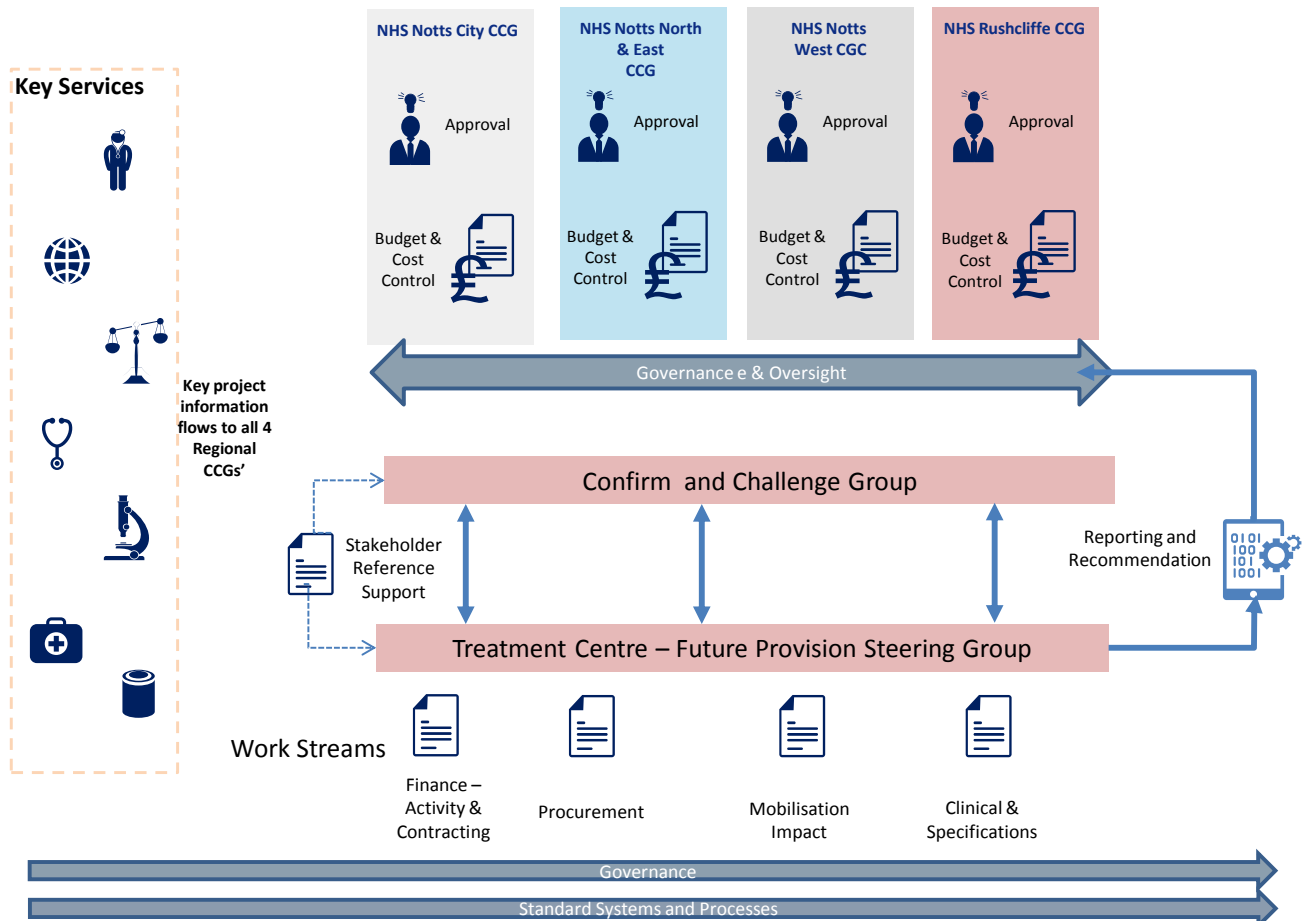 NHS Notts City CCG
Approval
Budget &
Cost
Control
NHS Notts North
& East
CCG
Approval
Budget &
Cost
Control
NHS Notts
West CGC
Approval
Budget &
Cost
Control
NHS Rushcliffe CCG
Approval
Budget &
Cost
Control
Key Services
Key project
information
flows to all 4
Regional
CCGs’
Governanc e & Oversight
Confirm and Challenge Group
Stakeholder
Reference
Support
Reporting and
Recommendation
0101
100
101
1001
Treatment Centre – Future Provision Steering Group
Work Streams
Finance –
Activity &
Contracting
Procurement
Mobilisation
Impact
Clinical &
Specifications
Governance
Standard Systems and Processes